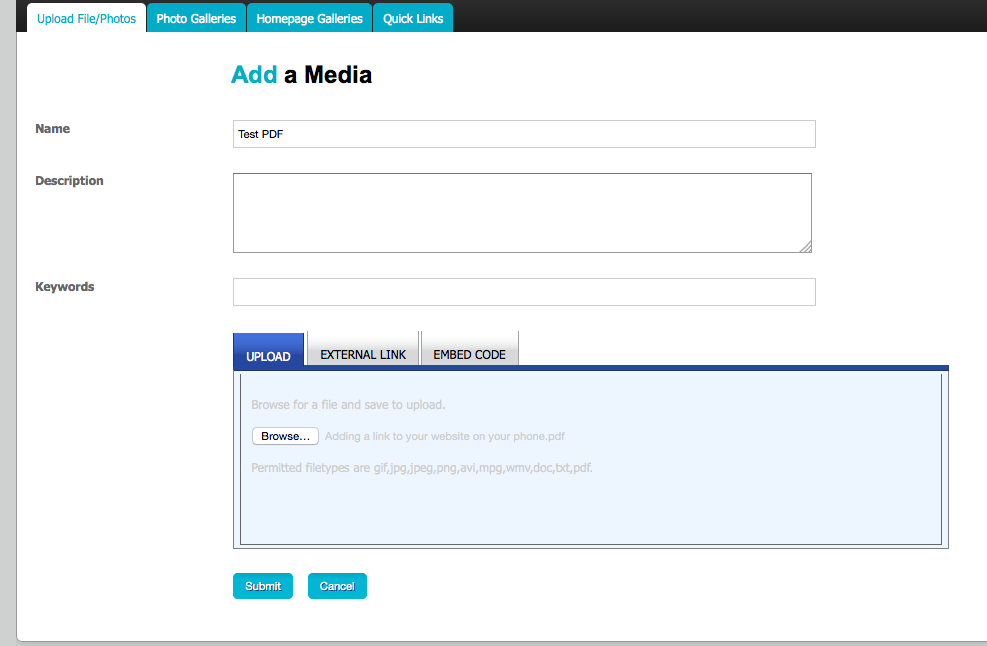 Upload File/Photos Photo Galleries Homepage Galleries Quick Links
Add a Media
Name Test PDF
Description
Keywords
UPLOAD EXTERNAL LINK EMBED CODE
Browse for a file and save to upload.
Browse... Adding a link to your website on your phone.pdf
Permitted filetypes are gif,jpg,jpeg,png,avi,mpg,wmv,doc,txt,pdf.
Submit Cancel